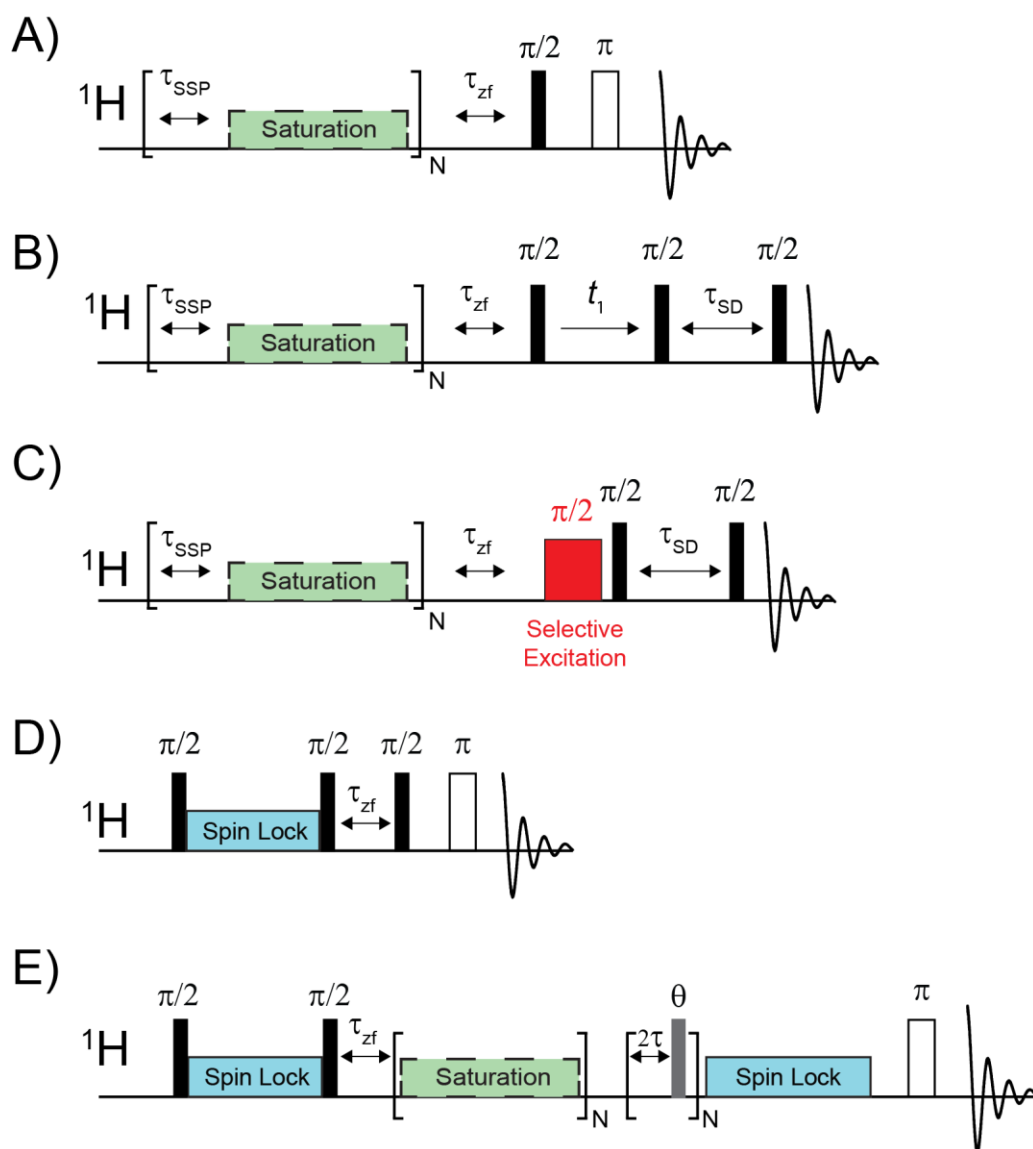 A)
π/2 π
¹H τSSP Saturation N τzf
B)
π/2 π/2 π/2
¹H τSSP Saturation N τzf t₁ τSD
C)
π/2 π/2 π/2
¹H τSSP Saturation N τzf τSD
Selective
Excitation
D)
π/2 π/2 π/2 π
¹H Spin Lock τzf
E)
π/2 π/2 θ π
¹H Spin Lock τzf Saturation N 2τ N Spin Lock